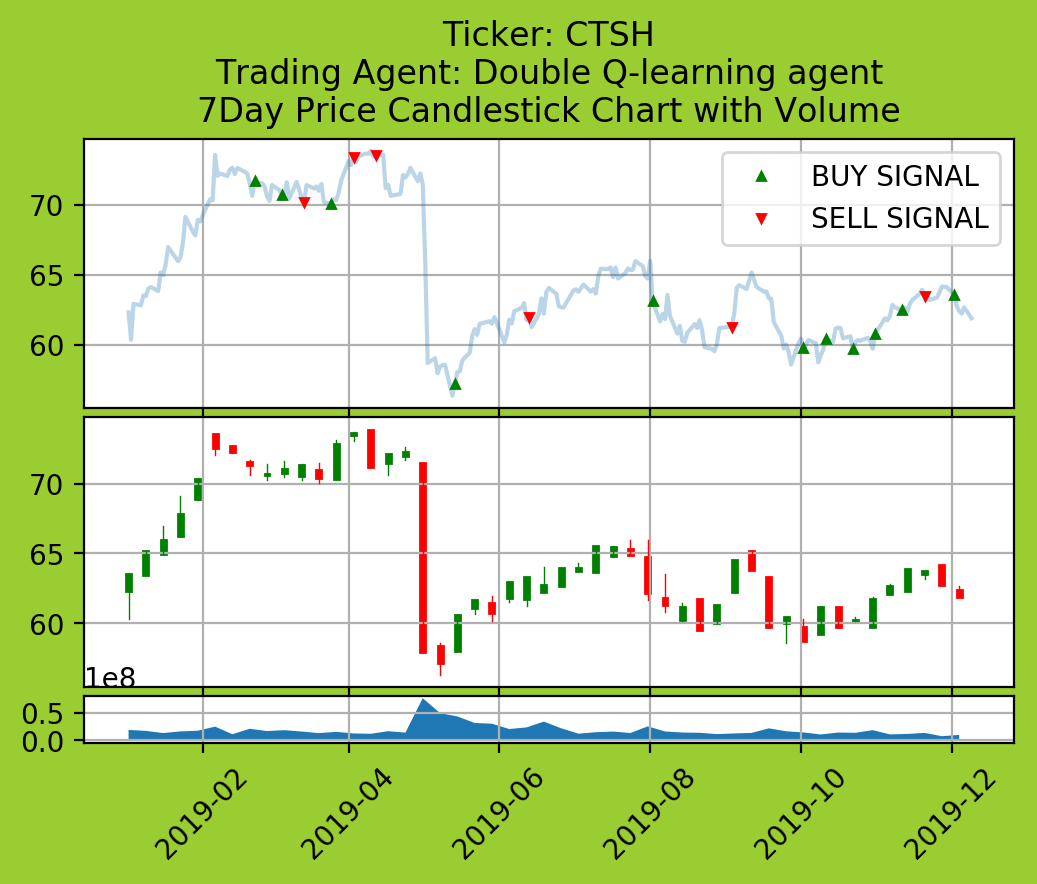 Ticker: CTSH
Trading Agent: Double Q-learning agent
7Day Price Candlestick Chart with Volume
BUY SIGNAL
SELL SIGNAL
70
65
60
70
65
60
1e8
0.5
0.0
2019-02
2019-04
2019-06
2019-08
2019-10
2019-12